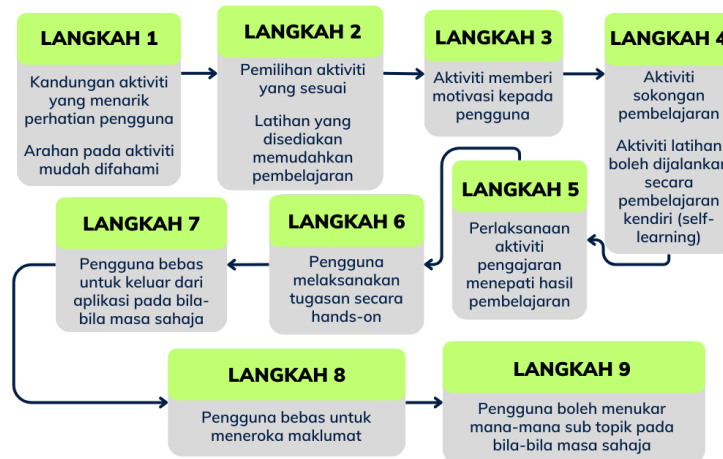 LANGKAH 1
Kandungan aktiviti
yang menarik
perhatian pengguna
Arahan pada aktiviti
mudah difahami
LANGKAH 2
Pemilihan aktiviti
yang sesuai
Latihan yang
disediakan
memudahkan
pembelajaran
LANGKAH 3
Aktiviti memberi
motivasi kepada
pengguna
LANGKAH 4
Aktiviti
sokongan
pembelajaran
Aktiviti latihan
boleh dijalankan
secara
pembelajaran
kendiri (self-
learning)
LANGKAH 5
Perlaksanaan
aktiviti
pengajaran
menepati hasil
pembelajaran
LANGKAH 6
Pengguna
melaksanakan
tugasan secara
hands-on
LANGKAH 7
Pengguna bebas
untuk keluar dari
aplikasi pada bila-
bila masa sahaja
LANGKAH 8
Pengguna bebas untuk
meneroka maklumat
LANGKAH 9
Pengguna boleh menukar
mana-mana sub topik pada
bila-bila masa sahaja